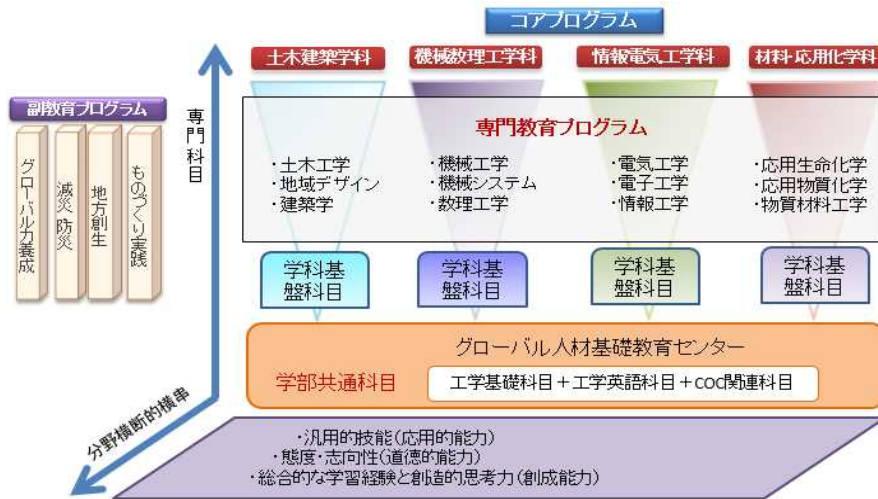 コアプログラム
土木建築学科
機械数理工学科
情報電気工学科
材料・応用化学科
副教育プログラム
グローバル力養成
減災・防災
地方創生
ものづくり実践
専門科目
専門教育プログラム
・土木工学
・地域デザイン
・建築学
・機械工学
・機械システム
・数理工学
・電気工学
・電子工学
・情報工学
・応用生命化学
・応用物質化学
・物質材料工学
学科基
盤科目
学科基
盤科目
学科基
盤科目
学科基
盤科目
グローバル人材基礎教育センター
学部共通科目
工学基礎科目+工学英語科目+COC関連科目
分野横断的横串
・汎用的技能(応用的能力)
・態度・志向性(道徳的能力)
・総合的な学習経験と創造的思考力(創成能力)